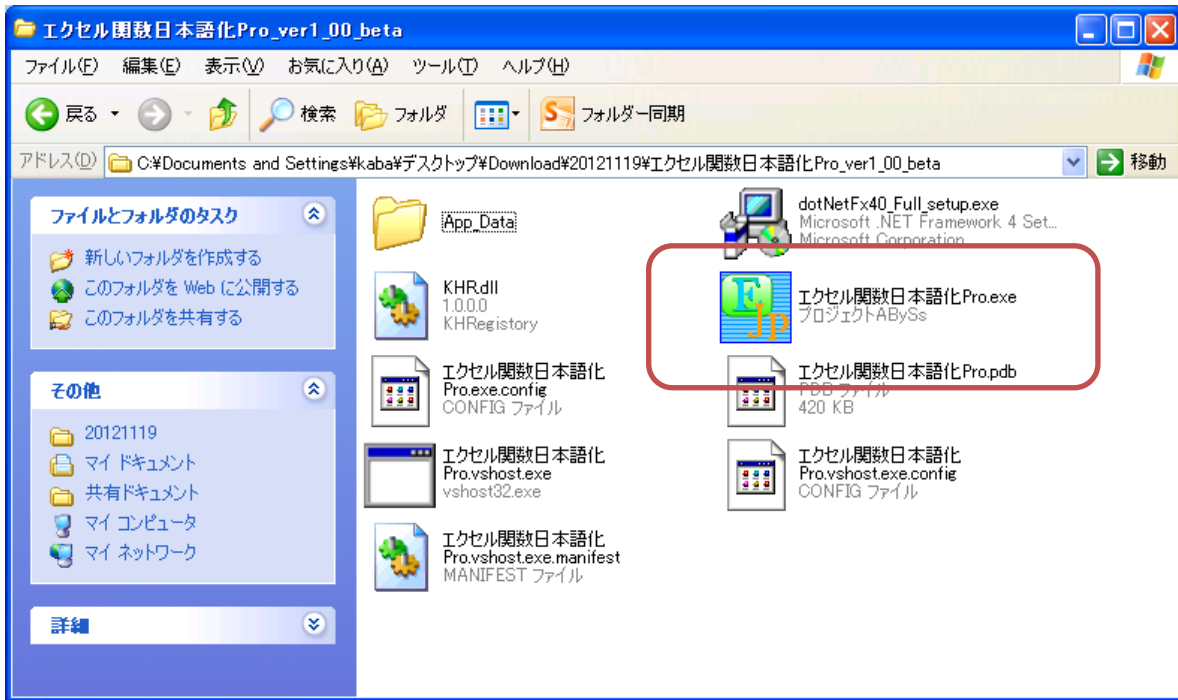 エクセル関数日本語化Pro_ver1_00_beta
ファイル(F) 編集(E) 表示(V) お気に入り(A) ツール(T) ヘルプ(H)
戻る 検索 フォルダ フォルダー同期
アドレス(D) C:¥Documents and Settings¥kaba¥デスクトップ¥Download¥20121119¥エクセル関数日本語化Pro_ver1_00_beta 移動
ファイルとフォルダのタスク
新しいフォルダを作成する
このフォルダを Web に公開する
このフォルダを共有する
その他
20121119
マイ ドキュメント
共有ドキュメント
マイ コンピュータ
マイ ネットワーク
詳細
App_Data
dotNetFx40_Full_setup.exe
Microsoft .NET Framework 4 Set...
Microsoft Corporation
KHR.dll
1.0.0.0
KHRegistory
エクセル関数日本語化Pro.exe
プロジェクトABySs
エクセル関数日本語化
Pro.exe.config
CONFIG ファイル
エクセル関数日本語化Pro.pdb
PDB ファイル
420 KB
エクセル関数日本語化
Pro.vshost.exe
vshost32.exe
エクセル関数日本語化
Pro.vshost.exe.config
CONFIG ファイル
エクセル関数日本語化
Pro.vshost.exe.manifest
MANIFEST ファイル